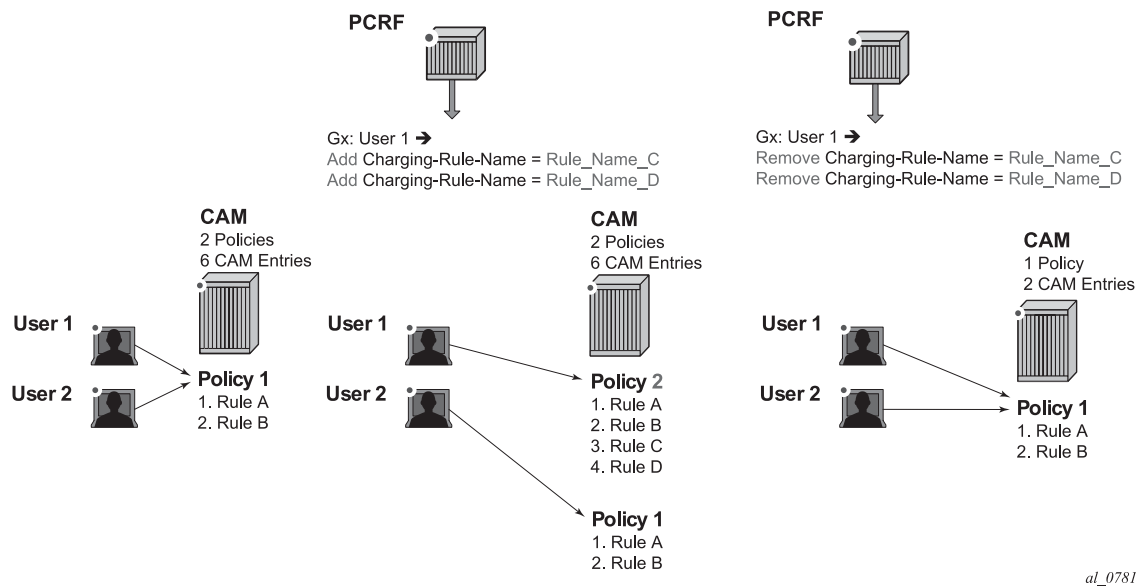 PCRF
Gx: User 1 ➔
Add Charging-Rule-Name = Rule_Name_C
Add Charging-Rule-Name = Rule_Name_D
PCRF
Gx: User 1 ➔
Remove Charging-Rule-Name = Rule_Name_C
Remove Charging-Rule-Name = Rule_Name_D
CAM
2 Policies
6 CAM Entries
User 1
User 2
Policy 1
1. Rule A
2. Rule B
CAM
2 Policies
6 CAM Entries
User 1
User 2
Policy 2
1. Rule A
2. Rule B
3. Rule C
4. Rule D
Policy 1
1. Rule A
2. Rule B
CAM
1 Policy
2 CAM Entries
User 1
User 2
Policy 1
1. Rule A
2. Rule B
al_0781